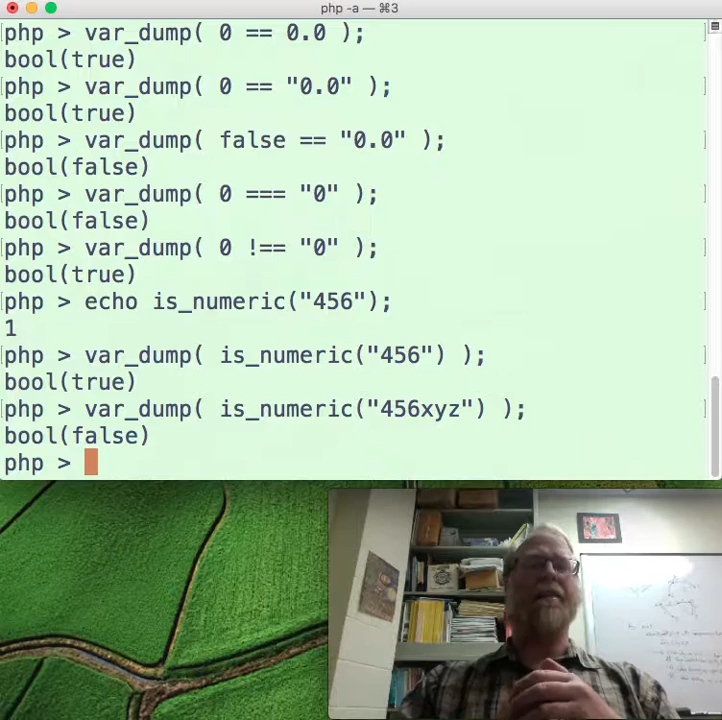 php -a — ⌘3
php > var_dump( 0 == 0.0 );
bool(true)
php > var_dump( 0 == "0.0" );
bool(true)
php > var_dump( false == "0.0" );
bool(false)
php > var_dump( 0 === "0" );
bool(false)
php > var_dump( 0 !== "0" );
bool(true)
php > echo is_numeric("456");
1
php > var_dump( is_numeric("456") );
bool(true)
php > var_dump( is_numeric("456xyz") );
bool(false)
php >